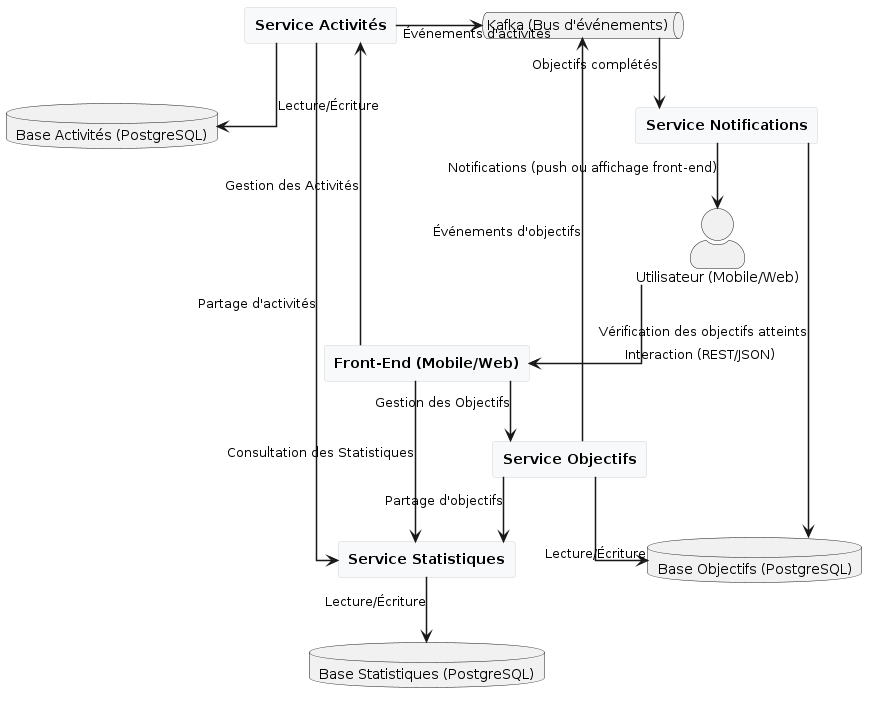 Service Activités
Kafka (Bus d'événements)
Événements d'activités
Objectifs complétés
Lecture/Écriture
Base Activités (PostgreSQL)
Service Notifications
Notifications (push ou affichage front-end)
Gestion des Activités
Événements d'objectifs
Utilisateur (Mobile/Web)
Partage d'activités
Vérification des objectifs atteints
Interaction (REST/JSON)
Front-End (Mobile/Web)
Gestion des Objectifs
Consultation des Statistiques
Service Objectifs
Partage d'objectifs
Service Statistiques
Lecture/Écriture
Base Objectifs (PostgreSQL)
Lecture/Écriture
Base Statistiques (PostgreSQL)